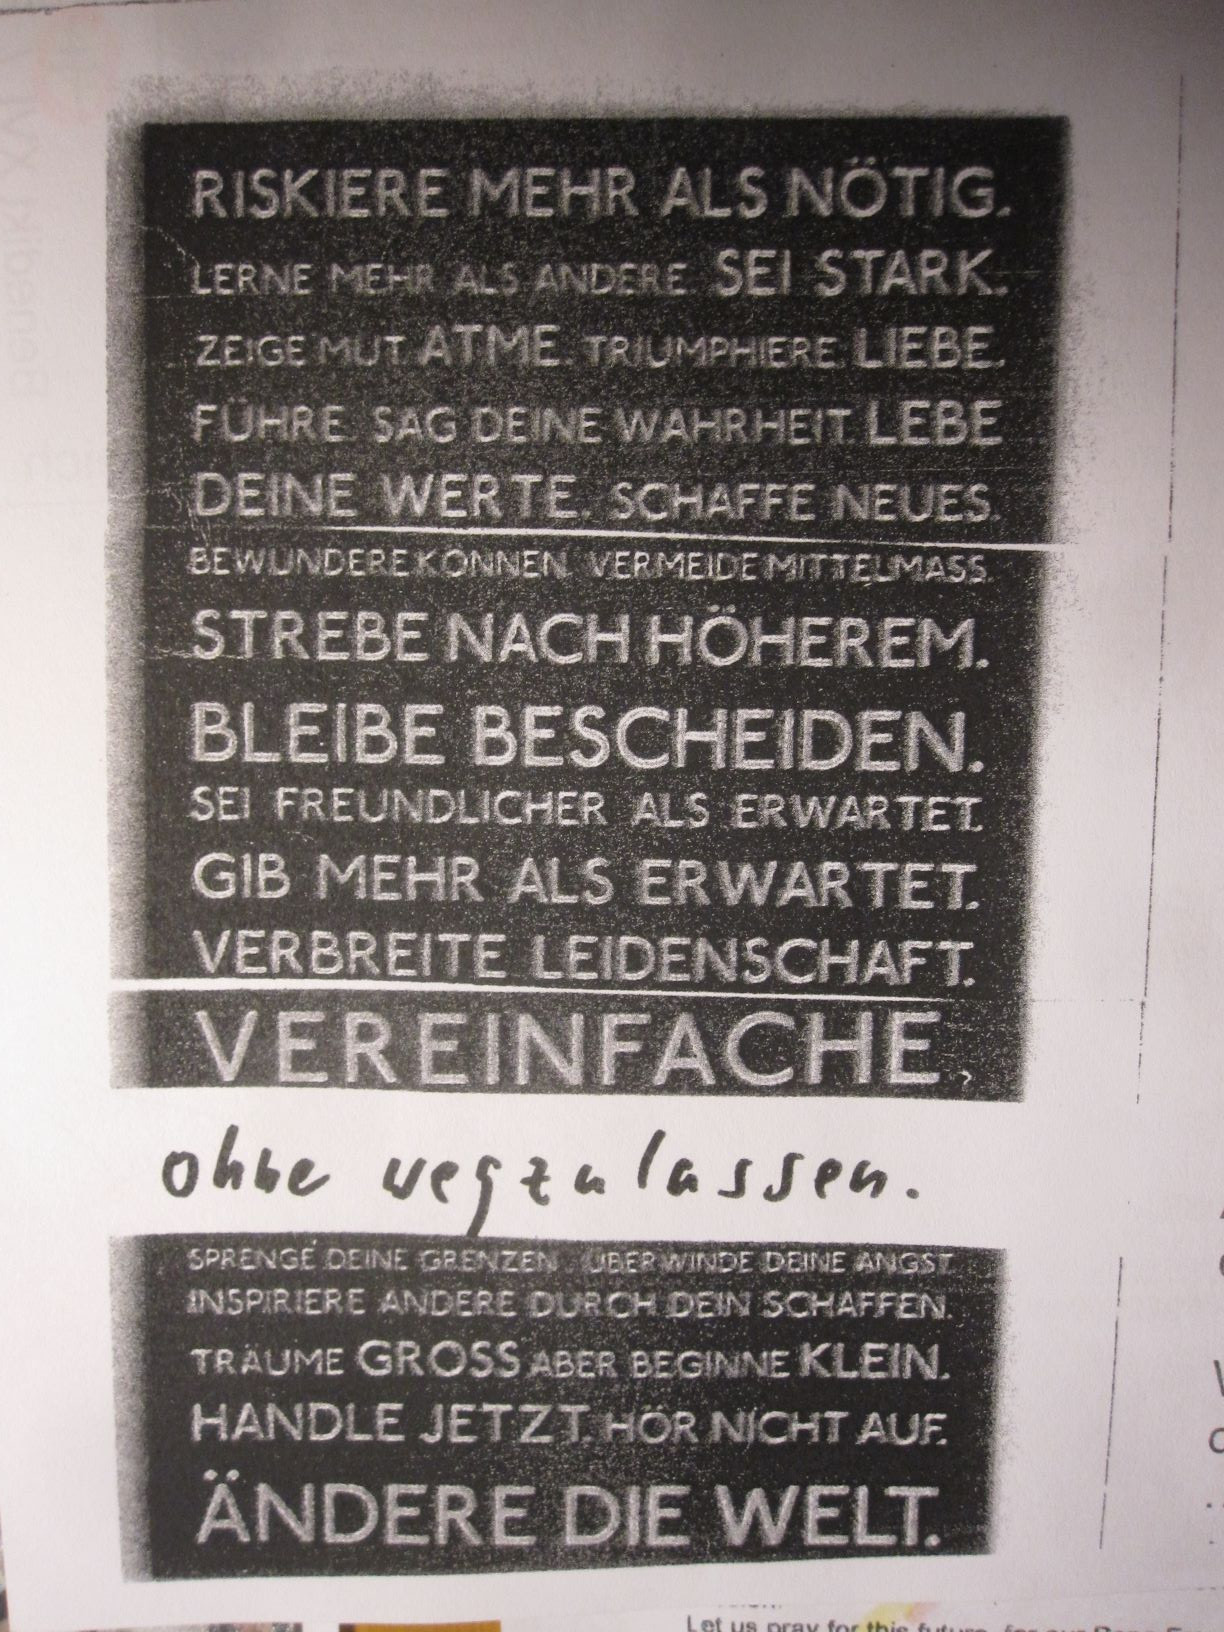 RISKIERE MEHR ALS NÖTIG.
LERNE MEHR ALS ANDERE. SEI STARK.
ZEIGE MUT. ATME. TRIUMPHIERE. LIEBE.
FÜHRE. SAG DEINE WAHRHEIT. LEBE
DEINE WERTE. SCHAFFE NEUES.
BEWUNDERE KÖNNEN. VERMEIDE MITTELMASS.
STREBE NACH HÖHEREM.
BLEIBE BESCHEIDEN.
SEI FREUNDLICHER ALS ERWARTET.
GIB MEHR ALS ERWARTET.
VERBREITE LEIDENSCHAFT.
VEREINFACHE,
ohne wegzulassen.
SPRENGE DEINE GRENZEN. ÜBERWINDE DEINE ANGST.
INSPIRIERE ANDERE DURCH DEIN SCHAFFEN.
TRÄUME GROSS ABER BEGINNE KLEIN.
HANDLE JETZT. HÖR NICHT AUF.
ÄNDERE DIE WELT.
Let us pray for this future, for our